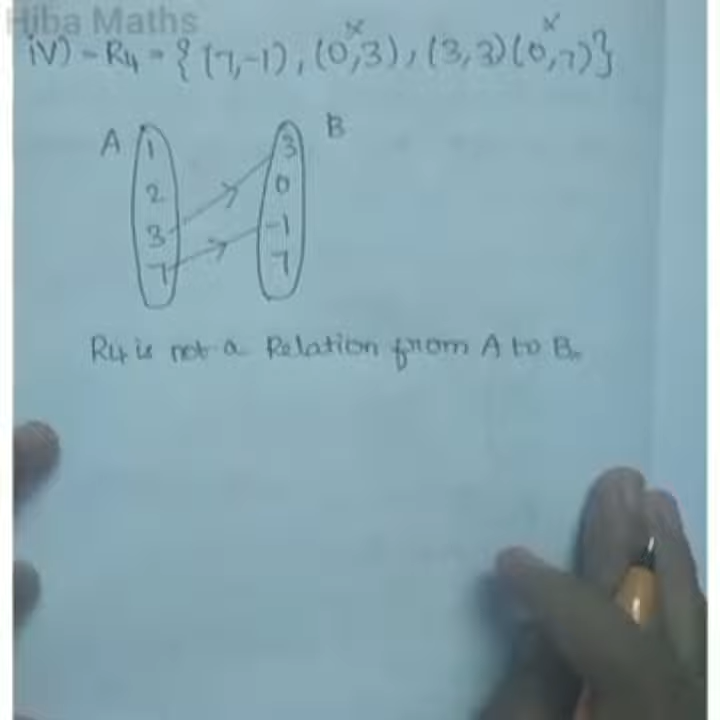 Hiba Maths
iv) - R4 = { (7,-1), (0,3), (3,3) (0,7)}
x x
A B
1 3
2 0
3 -1
7 7
R4 is not a Relation from A to B.